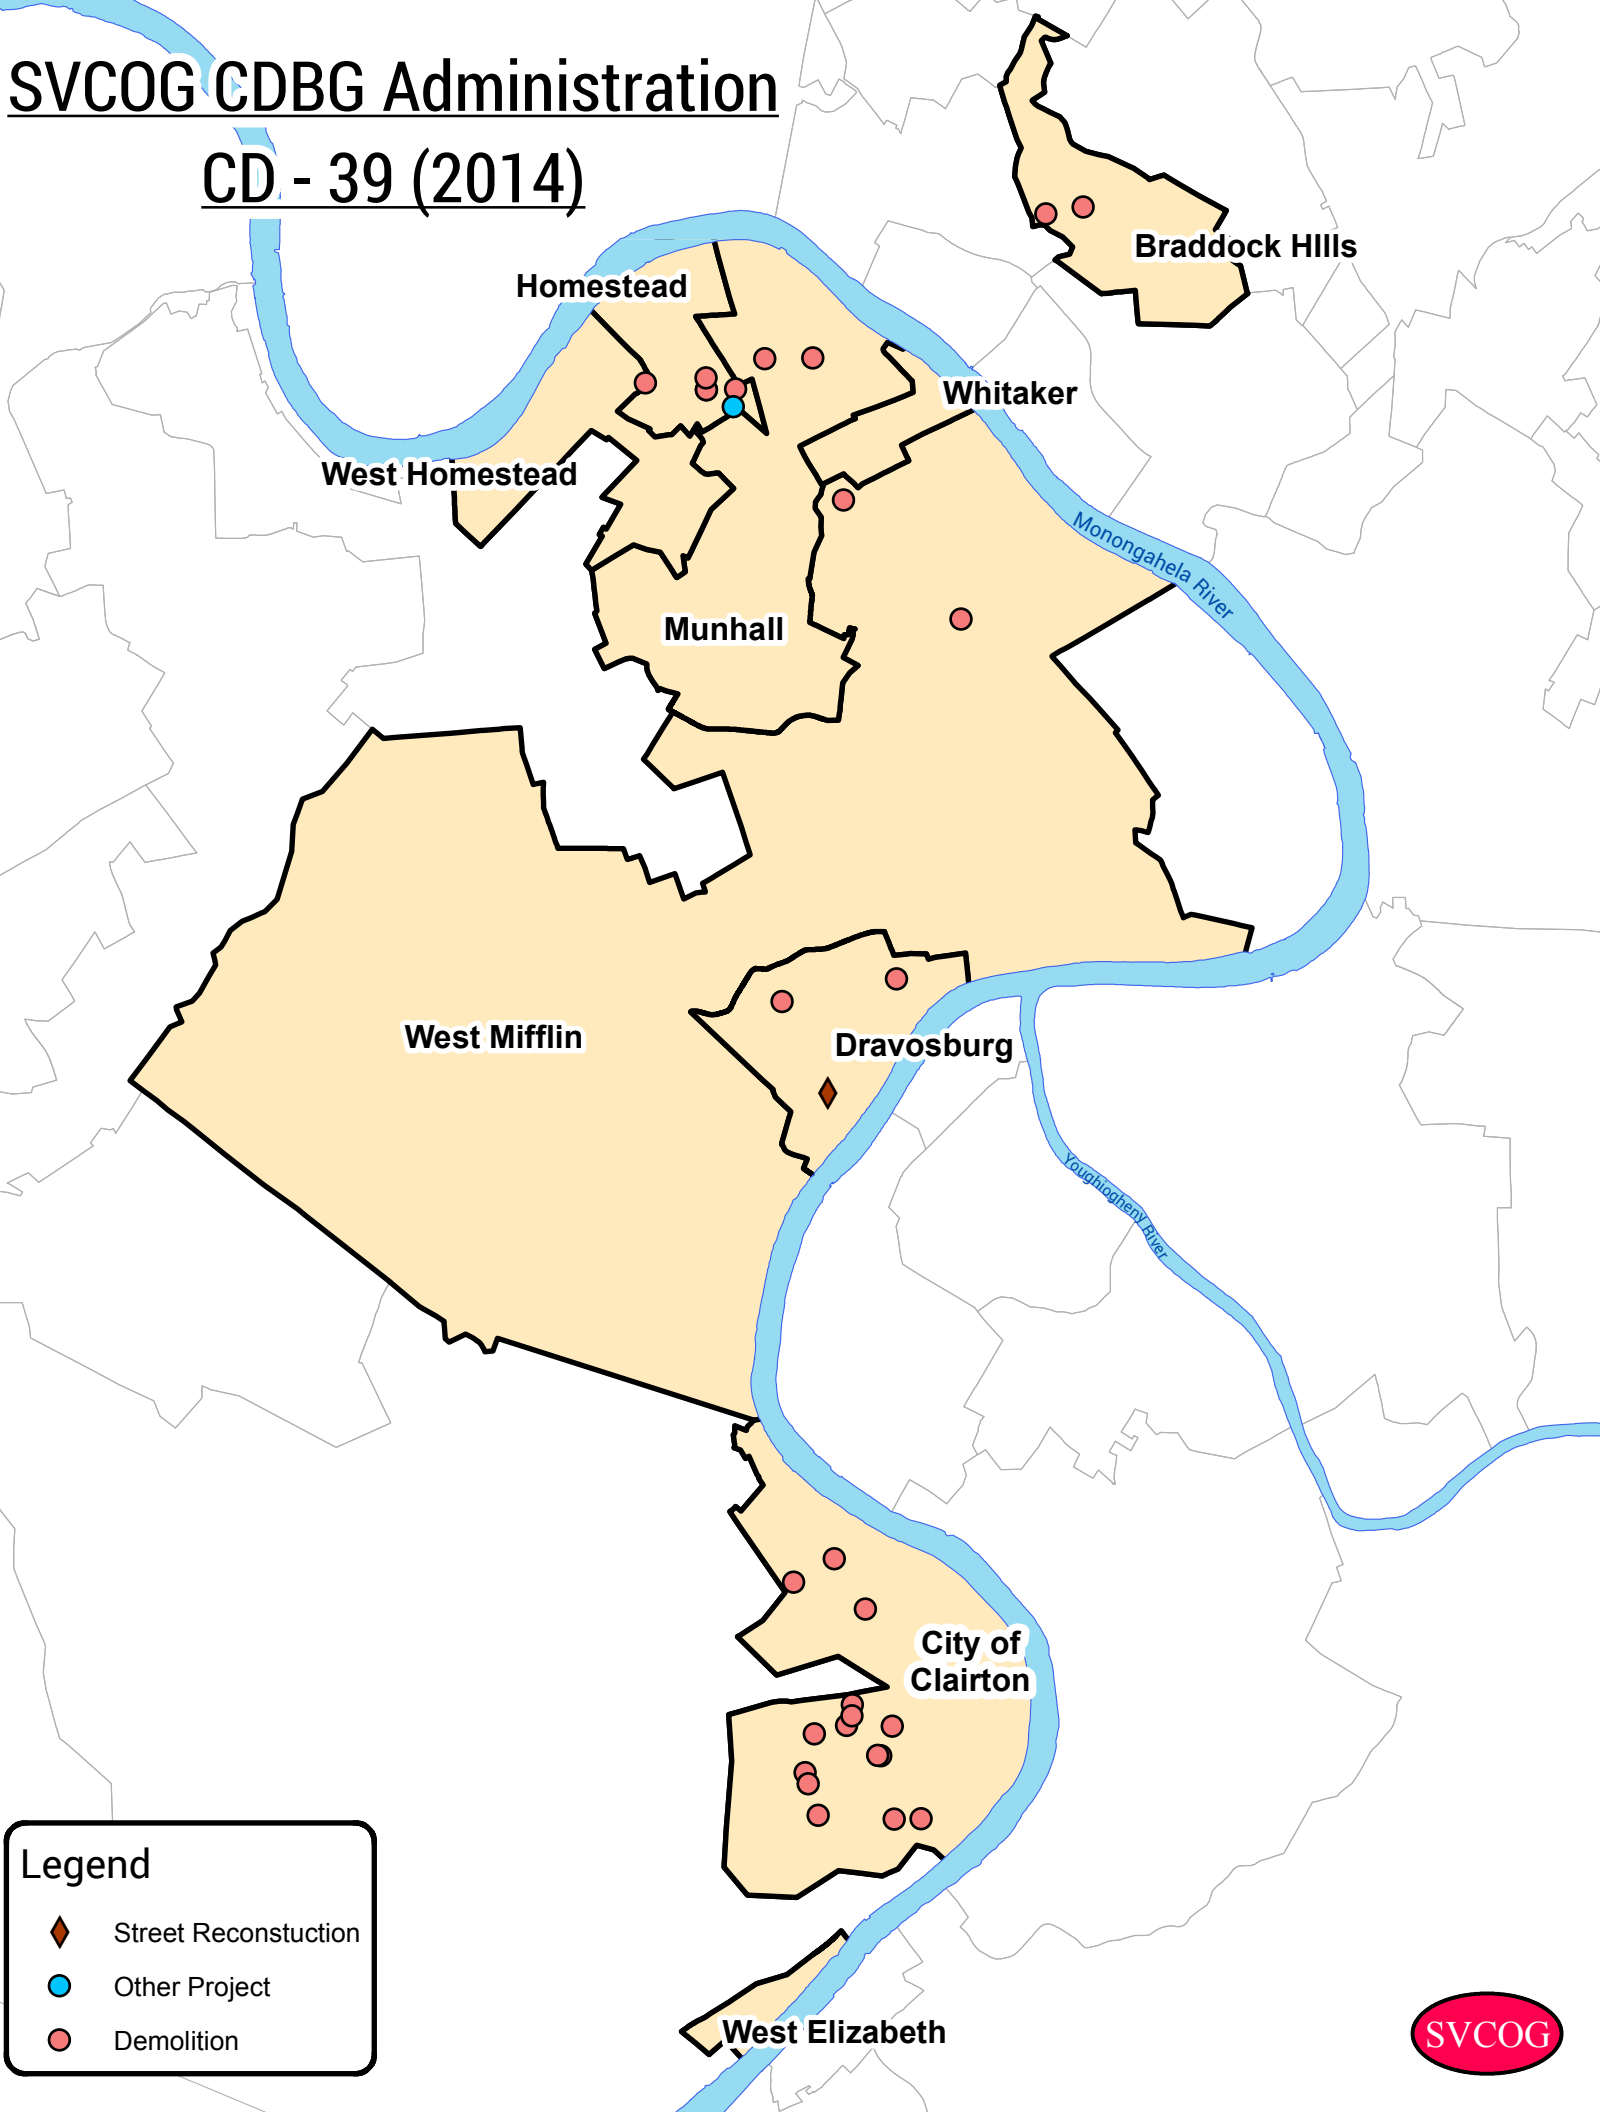 SVCOG CDBG Administration
CD - 39 (2014)
Braddock HIlls
Homestead
Whitaker
West Homestead
Monongahela River
Munhall
West Mifflin
Dravosburg
Youghiogheny River
City of
Clairton
Legend
Street Reconstuction
Other Project
Demolition
West Elizabeth
SVCOG